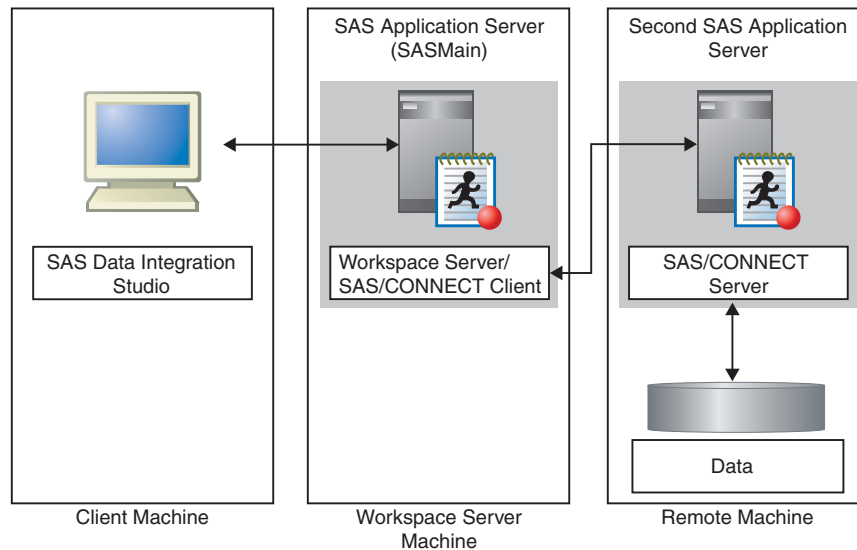 SAS Application Server
(SASMain)
Second SAS Application
Server
SAS Data Integration
Studio
Workspace Server/
SAS/CONNECT Client
SAS/CONNECT
Server
Data
Client Machine
Workspace Server
Machine
Remote Machine